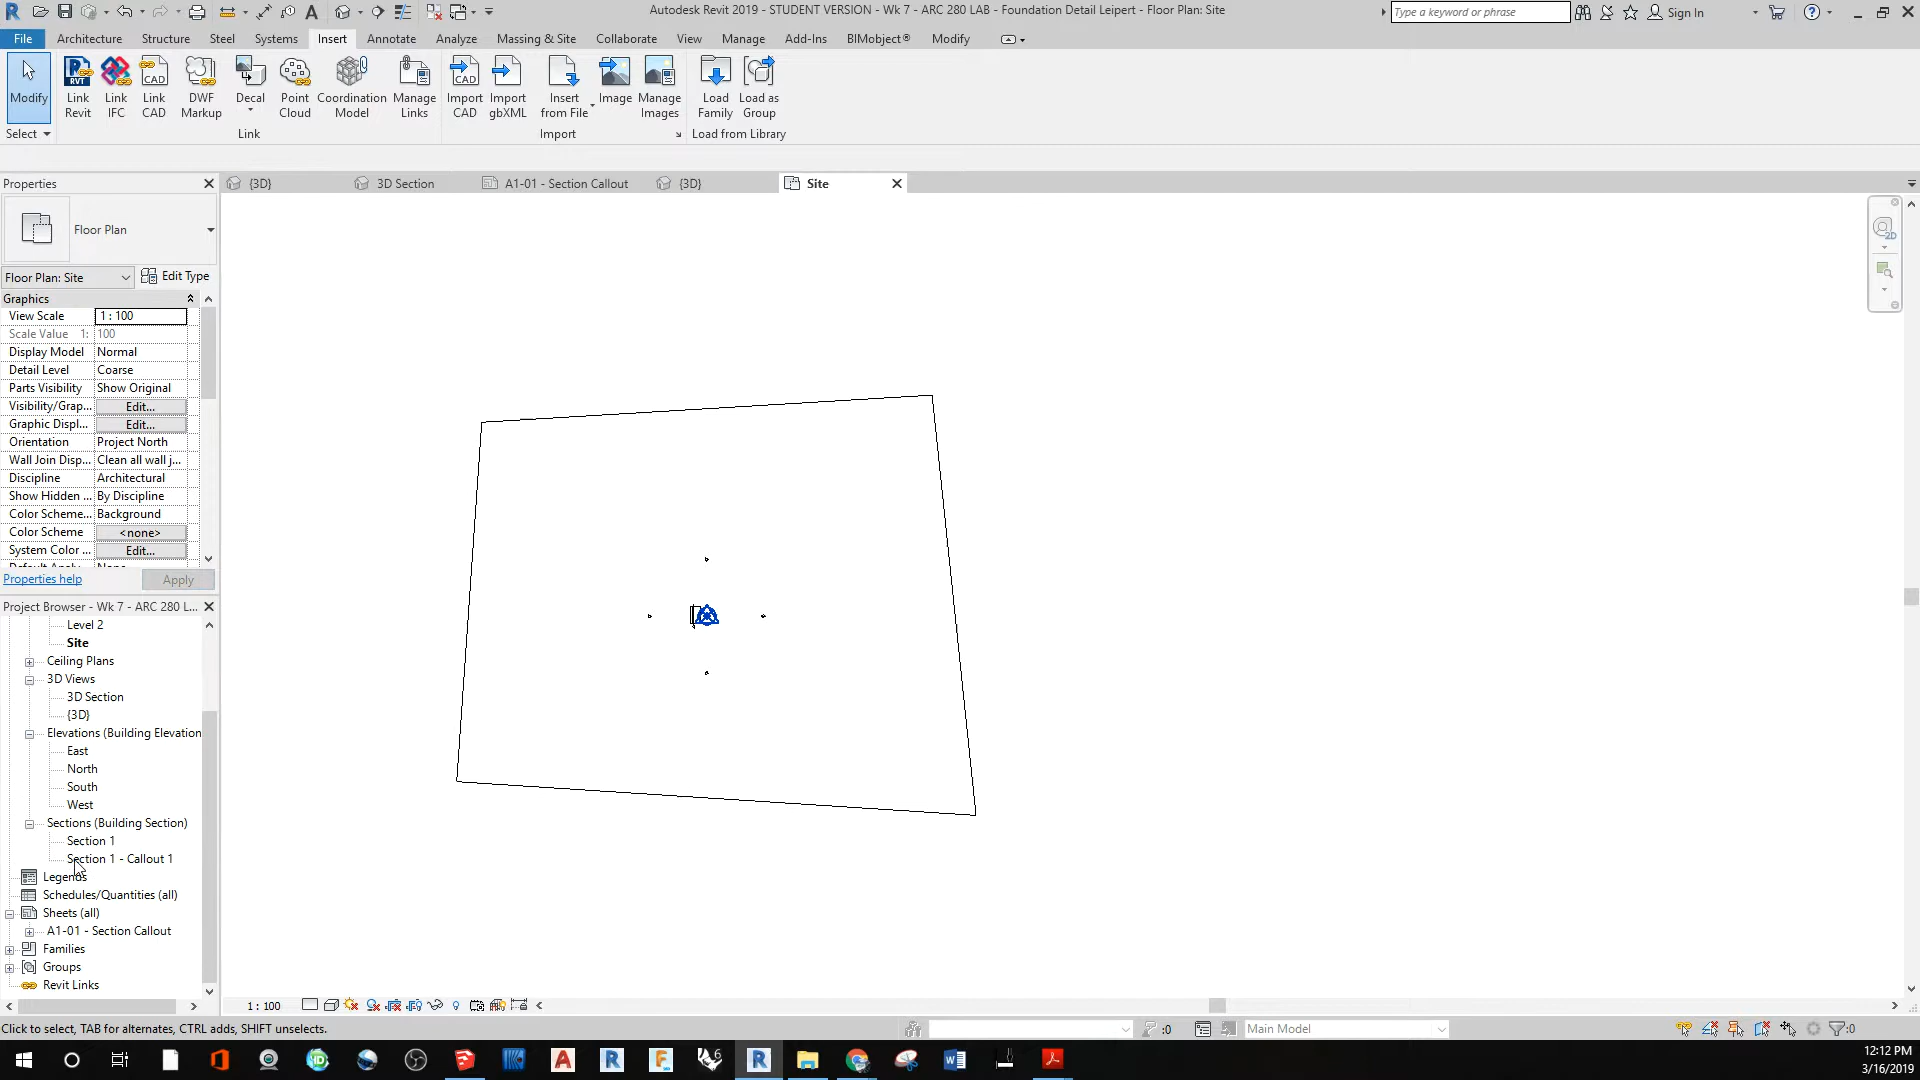 Autodesk Revit 2019 - STUDENT VERSION - Wk 7 - ARC 280 LAB - Foundation Detail Leipert - Floor Plan: Site
Type a keyword or phrase
Sign In
File Architecture Structure Steel Systems Insert Annotate Analyze Massing & Site Collaborate View Manage Add-Ins BIMobject® Modify
Modify
Link Revit
Link IFC
Link CAD
DWF Markup
Decal
Point Cloud
Coordination Model
Manage Links
Import CAD
Import gbXML
Insert from File
Image
Manage Images
Load Family
Load as Group
Select
Link
Import
Load from Library
Properties
{3D}
3D Section
A1-01 - Section Callout
{3D}
Site
Floor Plan
Floor Plan: Site
Edit Type
Graphics
View Scale 1 : 100
Scale Value 1: 100
Display Model Normal
Detail Level Coarse
Parts Visibility Show Original
Visibility/Grap... Edit...
Graphic Displ... Edit...
Orientation Project North
Wall Join Disp... Clean all wall j...
Discipline Architectural
Show Hidden ... By Discipline
Color Scheme... Background
Color Scheme <none>
System Color ... Edit...
Properties help
Apply
Project Browser - Wk 7 - ARC 280 L...
Level 2
Site
Ceiling Plans
3D Views
3D Section
{3D}
Elevations (Building Elevation
East
North
South
West
Sections (Building Section)
Section 1
Section 1 - Callout 1
Legends
Schedules/Quantities (all)
Sheets (all)
A1-01 - Section Callout
Families
Groups
Revit Links
2D
1 : 100
Click to select, TAB for alternates, CTRL adds, SHIFT unselects.
:0
Main Model
:0
12:12 PM
3/16/2019